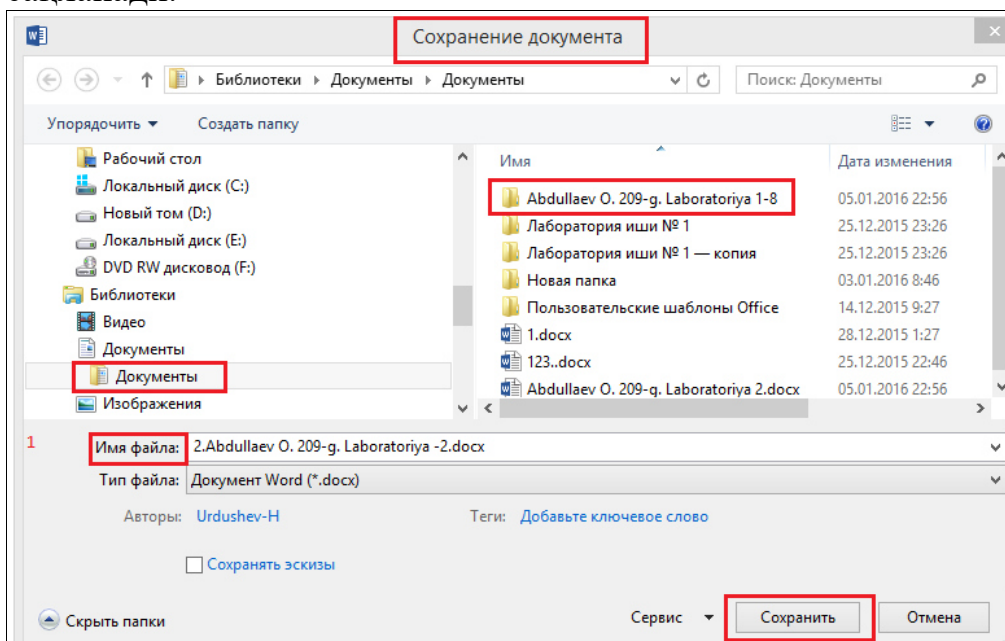 Сохранение документа
Библиотеки ▸ Документы ▸ Документы
Поиск: Документы
Упорядочить ▼ Создать папку
Рабочий стол
Локальный диск (C:)
Новый том (D:)
Локальный диск (E:)
DVD RW дисковод (F:)
Библиотеки
Видео
Документы
Документы
Изображения
Имя Дата изменения
Abdullaev O. 209-g. Laboratoriya 1-8 05.01.2016 22:56
Лаборатория иши № 1 25.12.2015 23:26
Лаборатория иши № 1 — копия 25.12.2015 23:26
Новая папка 03.01.2016 8:46
Пользовательские шаблоны Office 14.12.2015 9:27
1.docx 28.12.2015 1:27
123..docx 25.12.2015 22:46
Abdullaev O. 209-g. Laboratoriya 2.docx 05.01.2016 22:56
1
Имя файла: 2.Abdullaev O. 209-g. Laboratoriya -2.docx
Тип файла: Документ Word (*.docx)
Авторы: Urdushev-H Теги: Добавьте ключевое слово
Сохранять эскизы
Скрыть папки Сервис ▼ Сохранить Отмена